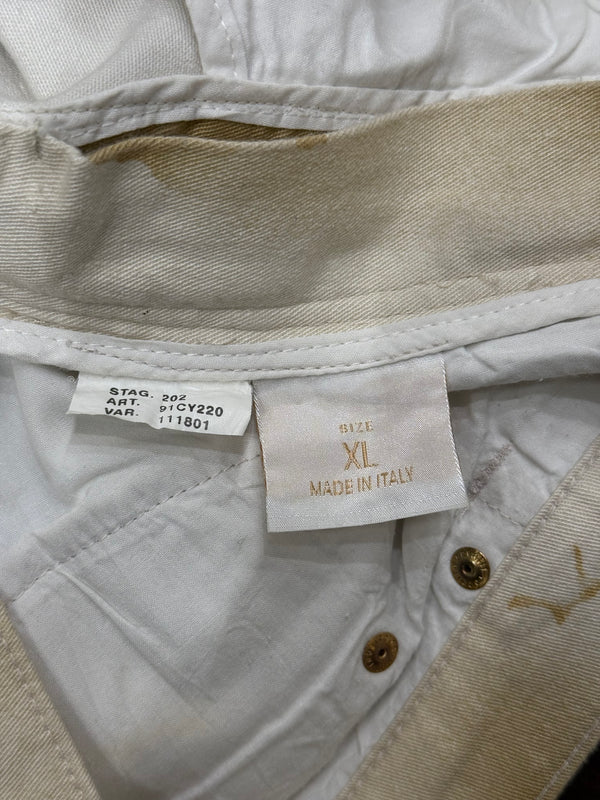 STAG. 202
ART. 91CY220
VAR. 111801
SIZE
XL
MADE IN ITALY